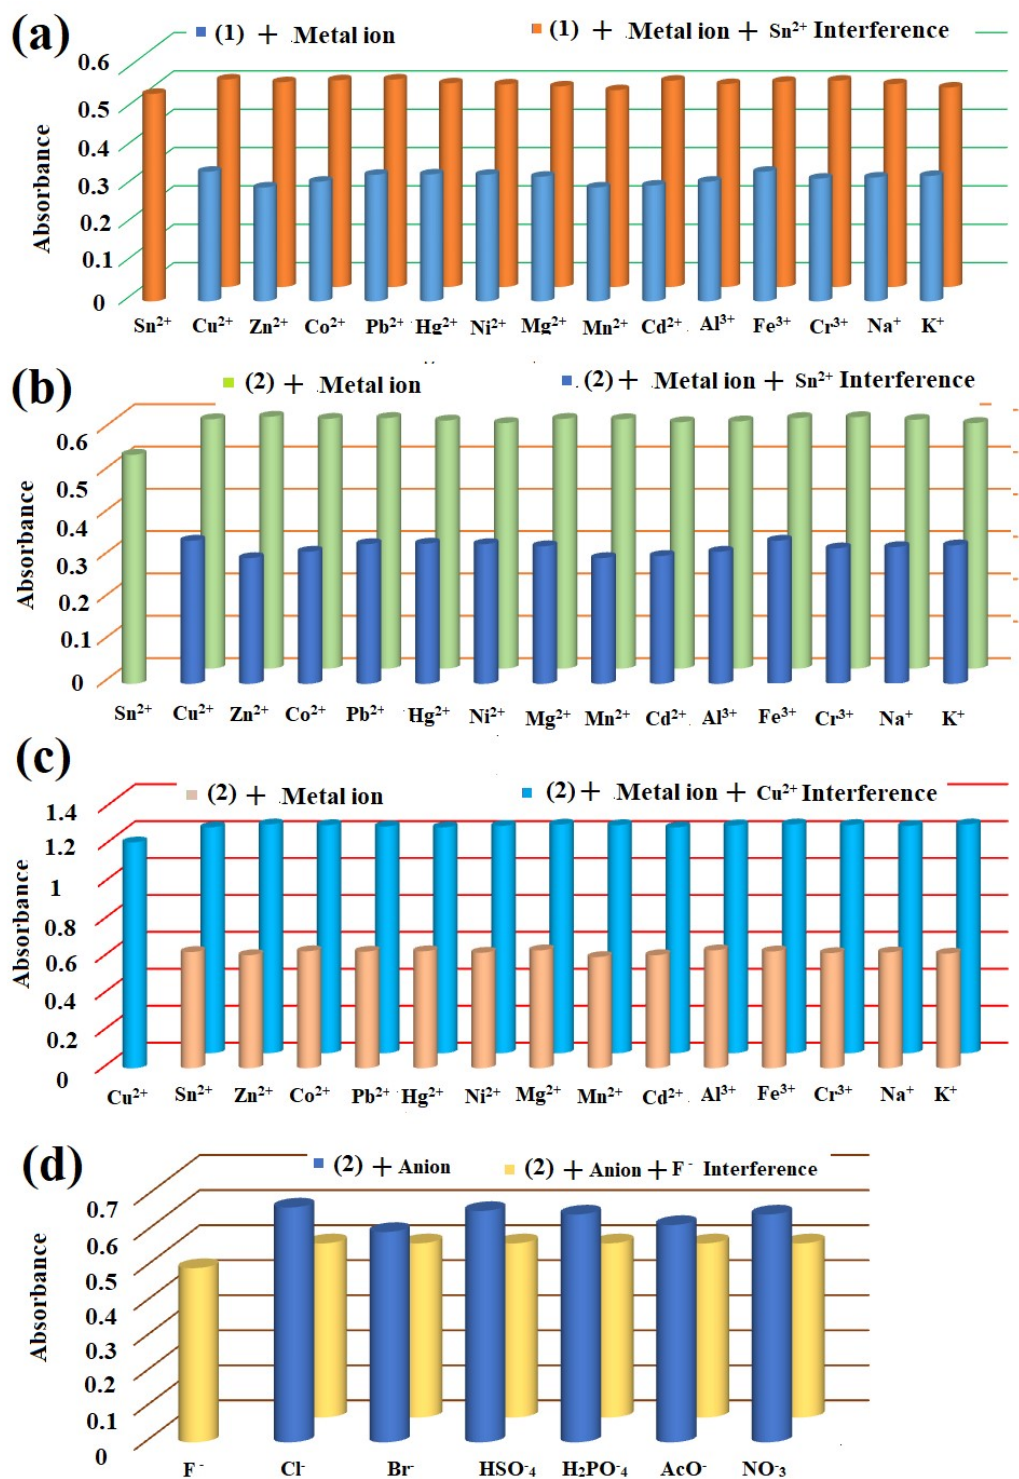 (a)
(1) + Metal ion
(1) + Metal ion + Sn²⁺ Interference
Absorbance
0.6
0.5
0.4
0.3
0.2
0.1
0
Sn²⁺ Cu²⁺ Zn²⁺ Co²⁺ Pb²⁺ Hg²⁺ Ni²⁺ Mg²⁺ Mn²⁺ Cd²⁺ Al³⁺ Fe³⁺ Cr³⁺ Na⁺ K⁺
(b)
(2) + Metal ion
(2) + Metal ion + Sn²⁺ Interference
Absorbance
0.6
0.5
0.4
0.3
0.2
0.1
0
Sn²⁺ Cu²⁺ Zn²⁺ Co²⁺ Pb²⁺ Hg²⁺ Ni²⁺ Mg²⁺ Mn²⁺ Cd²⁺ Al³⁺ Fe³⁺ Cr³⁺ Na⁺ K⁺
(c)
(2) + Metal ion
(2) + Metal ion + Cu²⁺ Interference
Absorbance
1.4
1.2
1
0.8
0.6
0.4
0.2
0
Cu²⁺ Sn²⁺ Zn²⁺ Co²⁺ Pb²⁺ Hg²⁺ Ni²⁺ Mg²⁺ Mn²⁺ Cd²⁺ Al³⁺ Fe³⁺ Cr³⁺ Na⁺ K⁺
(d)
(2) + Anion
(2) + Anion + F⁻ Interference
Absorbance
0.7
0.6
0.5
0.4
0.3
0.2
0.1
0
F⁻ Cl⁻ Br⁻ HSO⁻₄ H₂PO⁻₄ AcO⁻ NO⁻₃